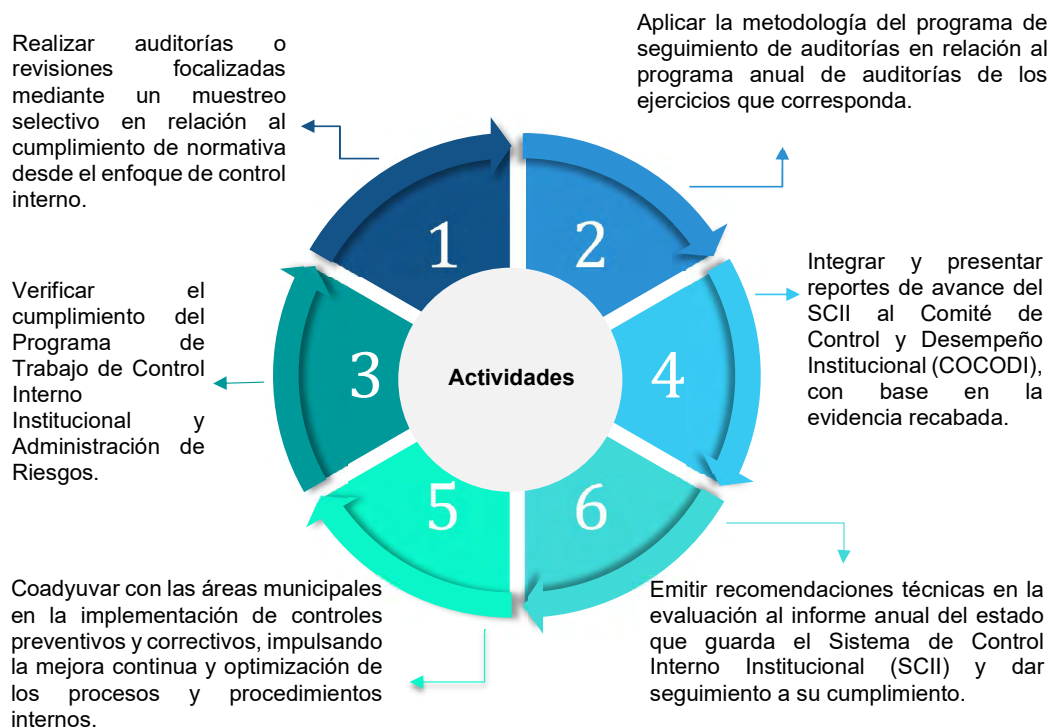 Realizar auditorías o
revisiones focalizadas
mediante un muestreo
selectivo en relación al
cumplimiento de normativa
desde el enfoque de control
interno.
Aplicar la metodología del programa de
seguimiento de auditorías en relación al
programa anual de auditorías de los
ejercicios que corresponda.
1
2
Verificar el
cumplimiento del
Programa de
Trabajo de Control
Interno
Institucional y
Administración de
Riesgos.
3
Actividades
4
Integrar y presentar
reportes de avance del
SCII al Comité de
Control y Desempeño
Institucional (COCODI),
con base en la
evidencia recabada.
5
6
Coadyuvar con las áreas municipales
en la implementación de controles
preventivos y correctivos, impulsando
la mejora continua y optimización de
los procesos y procedimientos
internos.
Emitir recomendaciones técnicas en la
evaluación al informe anual del estado
que guarda el Sistema de Control
Interno Institucional (SCII) y dar
seguimiento a su cumplimiento.